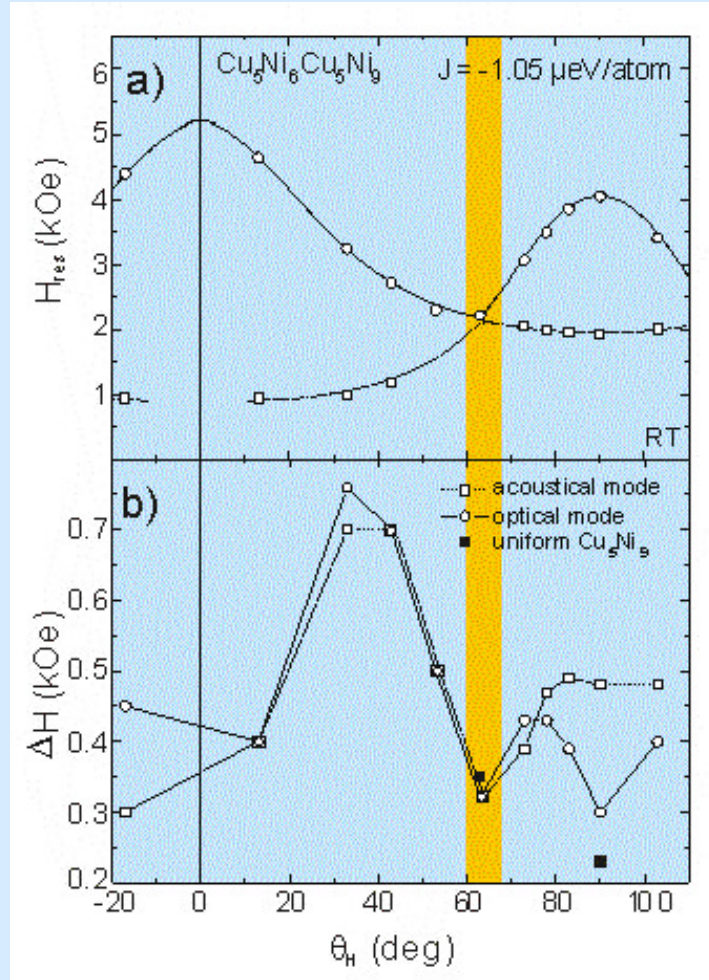 a) Cu₅Ni₆Cu₅Ni₉ J = -1.05 µeV/atom
6
5
4
3
2
1
H_res (kOe)
RT
b)
acoustical mode
optical mode
uniform Cu₅Ni₉
0.7
0.6
0.5
0.4
0.3
0.2
ΔH (kOe)
-20 0 20 40 60 80 100
θ_H (deg)